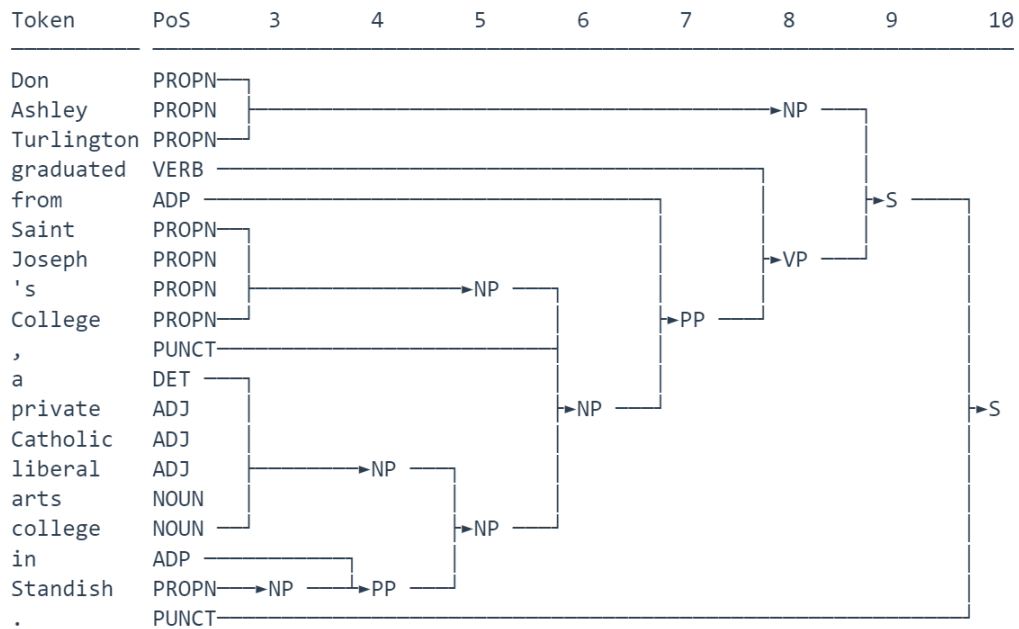 Token PoS 3 4 5 6 7 8 9 10
Don PROPN
Ashley PROPN NP
Turlington PROPN
graduated VERB
from ADP S
Saint PROPN
Joseph PROPN VP
's PROPN NP
College PROPN PP
, PUNCT
a DET
private ADJ NP S
Catholic ADJ
liberal ADJ NP
arts NOUN
college NOUN NP
in ADP
Standish PROPN NP PP
. PUNCT